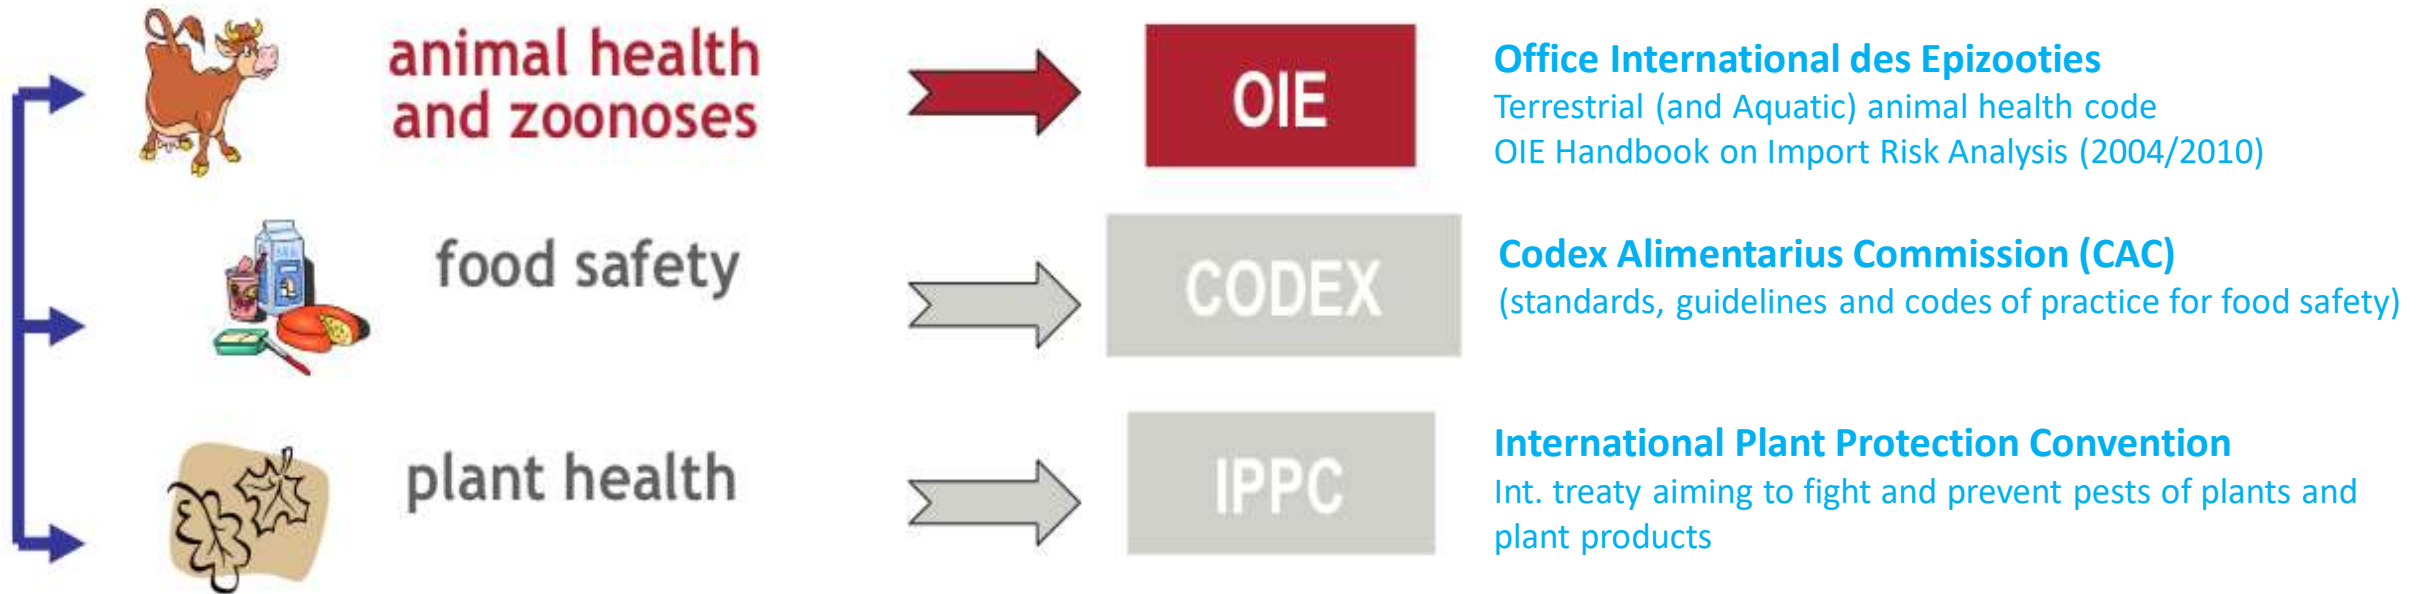 animal health
and zoonoses
OIE
Office International des Epizooties
Terrestrial (and Aquatic) animal health code
OIE Handbook on Import Risk Analysis (2004/2010)
food safety
CODEX
Codex Alimentarius Commission (CAC)
(standards, guidelines and codes of practice for food safety)
plant health
IPPC
International Plant Protection Convention
Int. treaty aiming to fight and prevent pests of plants and
plant products